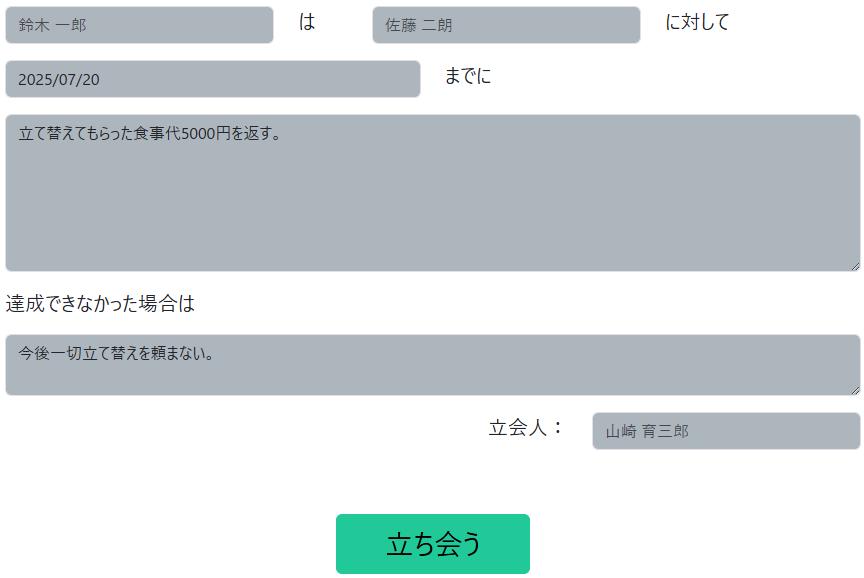 鈴木 一郎 は 佐藤 二朗 に対して
2025/07/20 までに
立て替えてもらった食事代5000円を返す。
達成できなかった場合は
今後一切立て替えを頼まない。
立会人： 山崎 育三郎
立ち会う